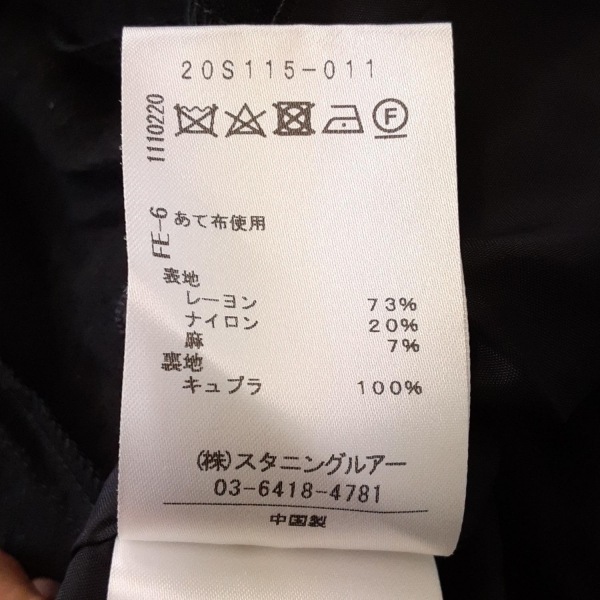 20S115-011
1110220
F
FE-6
あて布使用
表地
レーヨン 73%
ナイロン 20%
麻 7%
裏地
キュプラ 100%
(株)スタニングルアー
03-6418-4781
中国製